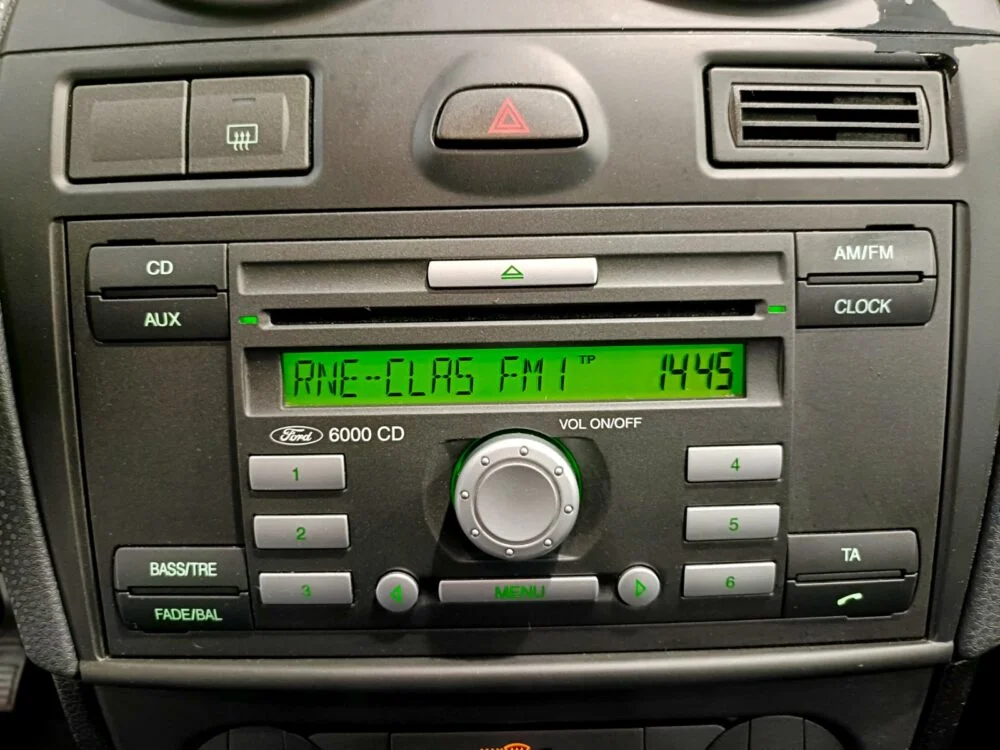 CD
AUX
AM/FM
CLOCK
RNE-CLAS FM1 TP 1445
Ford 6000 CD
VOL ON/OFF
1
2
3
4
5
6
MENU
BASS/TRE
FADE/BAL
TA